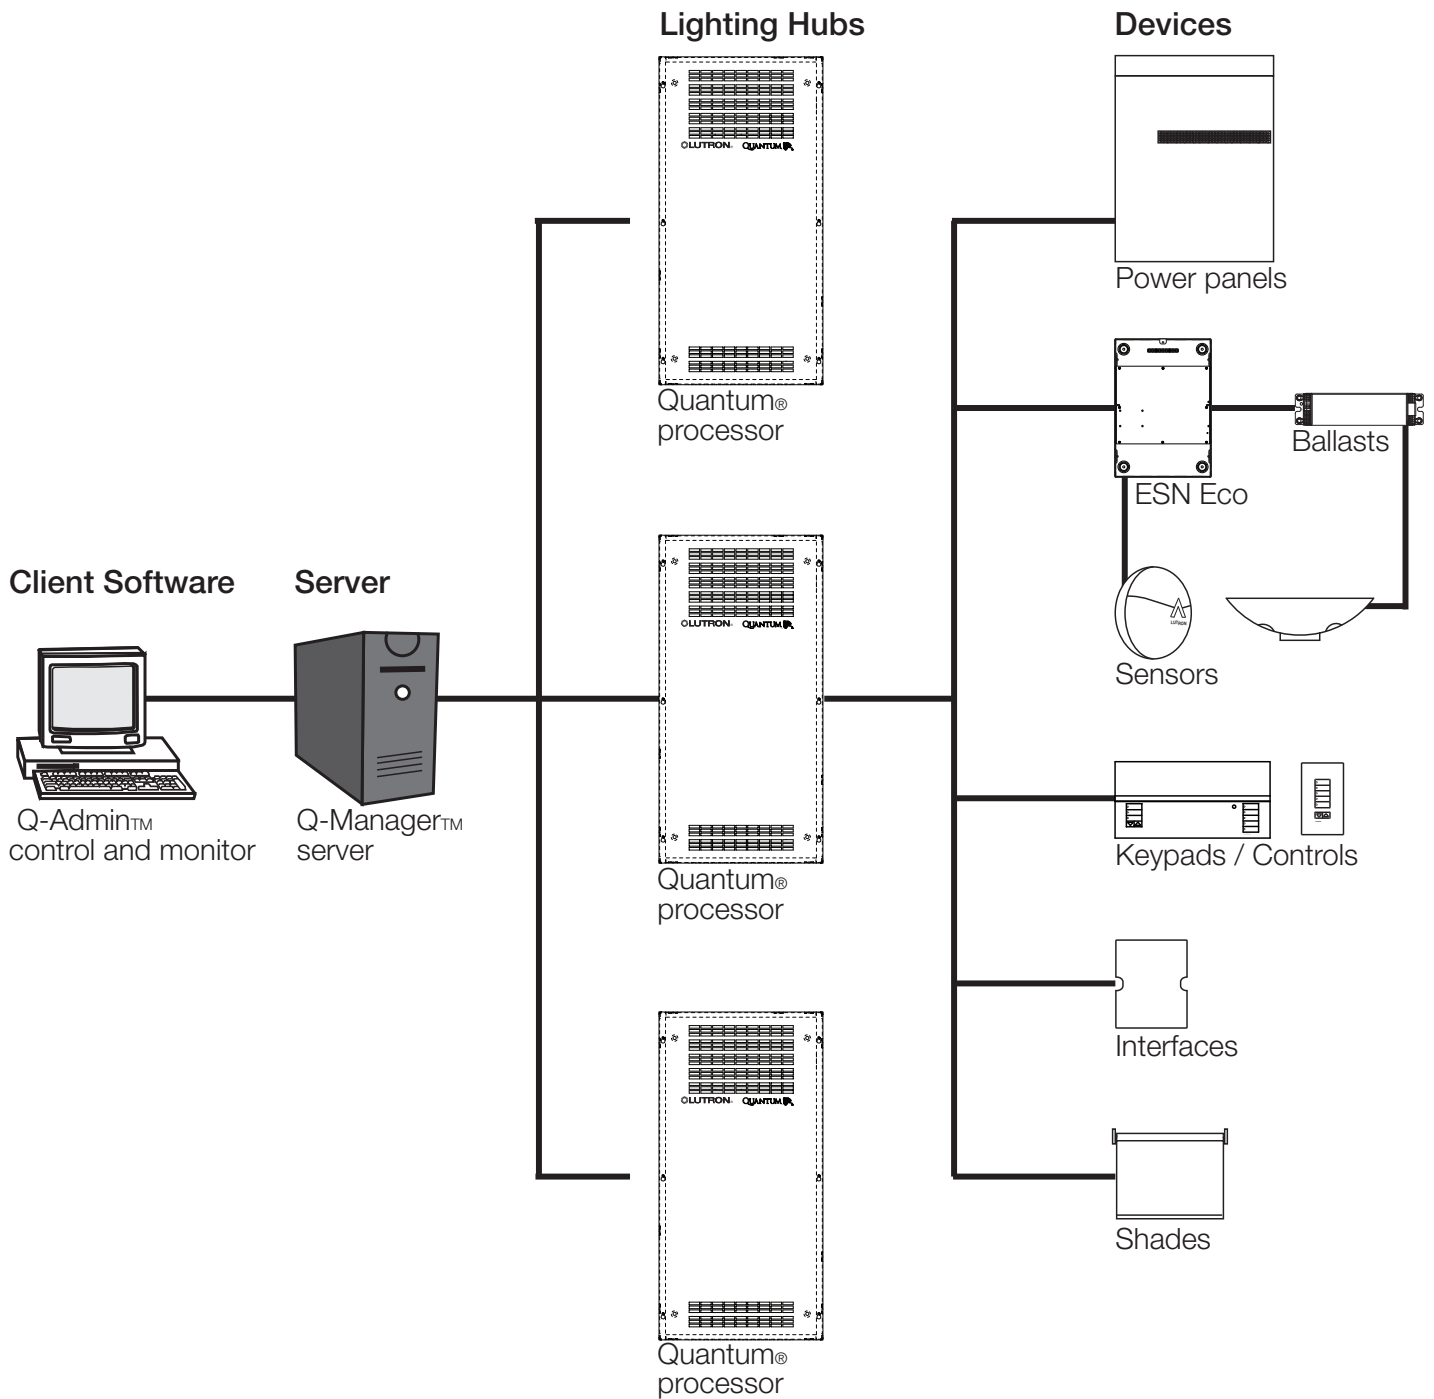 Lighting Hubs
Devices
LUTRON® QUANTUM
Power panels
Quantum®
processor
Ballasts
ESN Eco
Client Software
Server
LUTRON® QUANTUM
LUTRON
Sensors
Q-Admin™
control and monitor
Q-Manager™
server
Keypads / Controls
Quantum®
processor
Interfaces
LUTRON® QUANTUM
Shades
Quantum®
processor